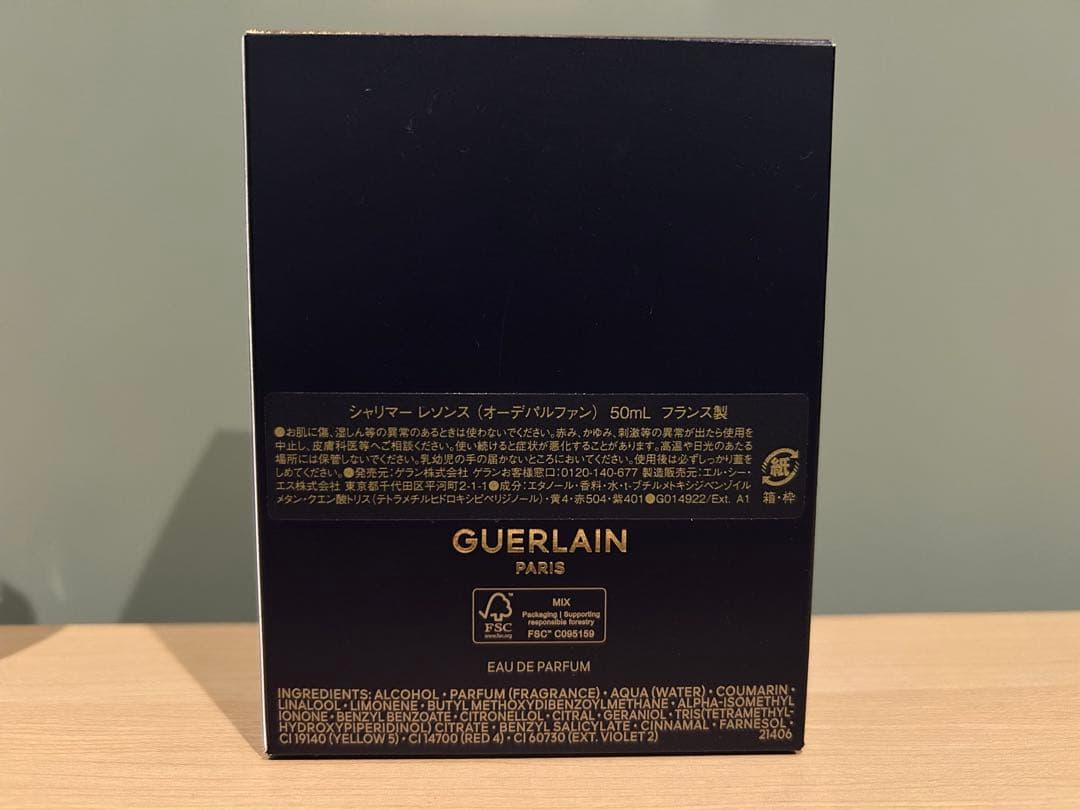 シャリマー レソンス (オーデパルファン) 50mL フランス製
●お肌に傷、湿しん等の異常のあるときは使わないでください。赤み、かゆみ、刺激等の異常が出たら使用を
中止し、皮膚科医等へご相談ください。使い続けると症状が悪化することがあります。高温や日光のあたる
場所には保管しないでください。乳幼児の手の届かないところにおいてください。使用後は必ずしっかり蓋を
しめてください。●発売元:ゲラン株式会社 ゲランお客様窓口:0120-140-677 製造販売元:エル・シー・
エス株式会社 東京都千代田区平河町2-1-1●成分:エタノール・香料・水・t-ブチルメトキシジベンゾイル
メタン・クエン酸トリス(テトラメチルヒドロキシピペリジノール)・黄4・赤504・紫401●G014922/Ext. A1
紙
箱・枠
GUERLAIN
PARIS
FSC™
www.fsc.org
MIX
Packaging | Supporting
responsible forestry
FSC™ C095159
EAU DE PARFUM
INGREDIENTS: ALCOHOL • PARFUM (FRAGRANCE) • AQUA (WATER) • COUMARIN •
LINALOOL • LIMONENE • BUTYL METHOXYDIBENZOYLMETHANE • ALPHA-ISOMETHYL
IONONE • BENZYL BENZOATE • CITRONELLOL • CITRAL • GERANIOL • TRIS(TETRAMETHYL-
HYDROXYPIPERIDINOL) CITRATE • BENZYL SALICYLATE • CINNAMAL • FARNESOL •
CI 19140 (YELLOW 5) • CI 14700 (RED 4) • CI 60730 (EXT. VIOLET 2) 21406